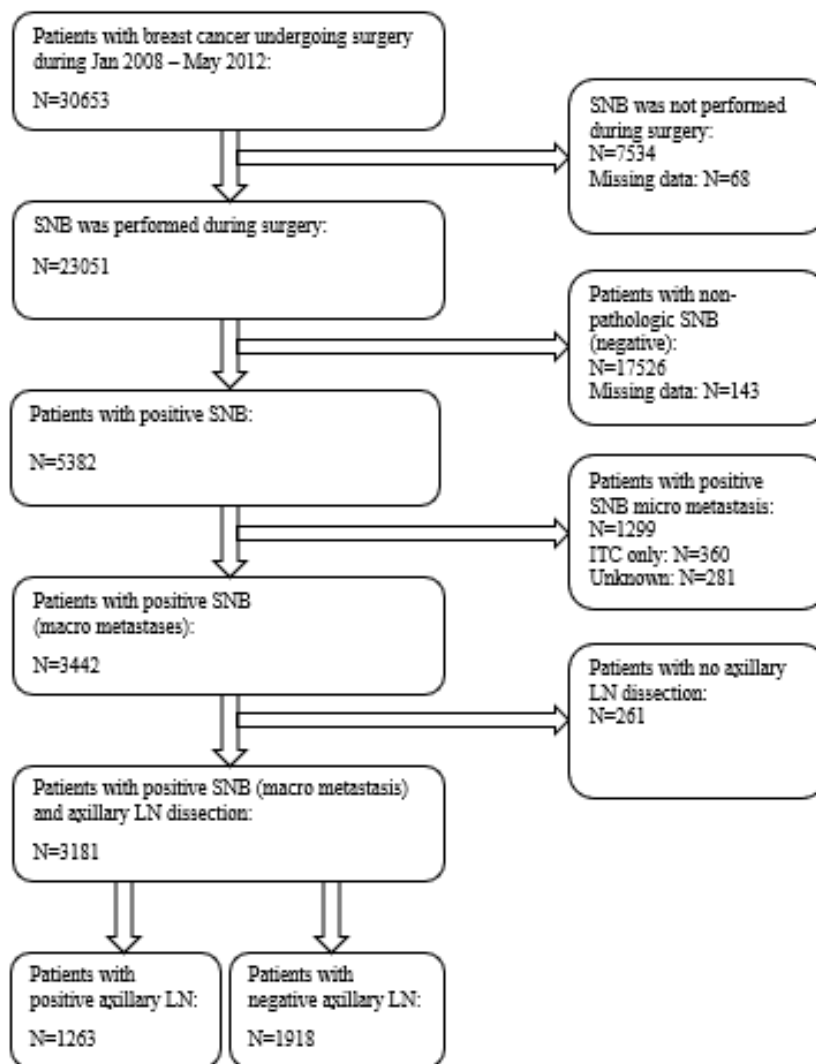 Patients with breast cancer undergoing surgery
during Jan 2008 – May 2012:
N=30653
SNB was not performed
during surgery:
N=7534
Missing data: N=68
SNB was performed during surgery:
N=23051
Patients with non-
pathologic SNB
(negative):
N=17526
Missing data: N=143
Patients with positive SNB:
N=5382
Patients with positive
SNB micro metastasis:
N=1299
ITC only: N=360
Unknown: N=281
Patients with positive SNB
(macro metastases):
N=3442
Patients with no axillary
LN dissection:
N=261
Patients with positive SNB (macro metastasis)
and axillary LN dissection:
N=3181
Patients with
positive axillary LN:
N=1263
Patients with
negative axillary LN:
N=1918